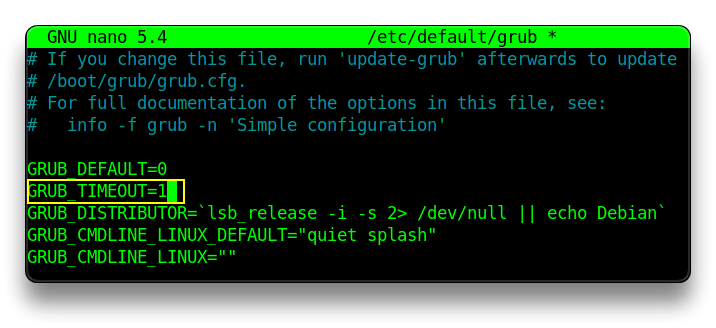 GNU nano 5.4 /etc/default/grub *
# If you change this file, run 'update-grub' afterwards to update
# /boot/grub/grub.cfg.
# For full documentation of the options in this file, see:
#   info -f grub -n 'Simple configuration'
GRUB_DEFAULT=0
GRUB_TIMEOUT=1
GRUB_DISTRIBUTOR=`lsb_release -i -s 2> /dev/null || echo Debian`
GRUB_CMDLINE_LINUX_DEFAULT="quiet splash"
GRUB_CMDLINE_LINUX=""